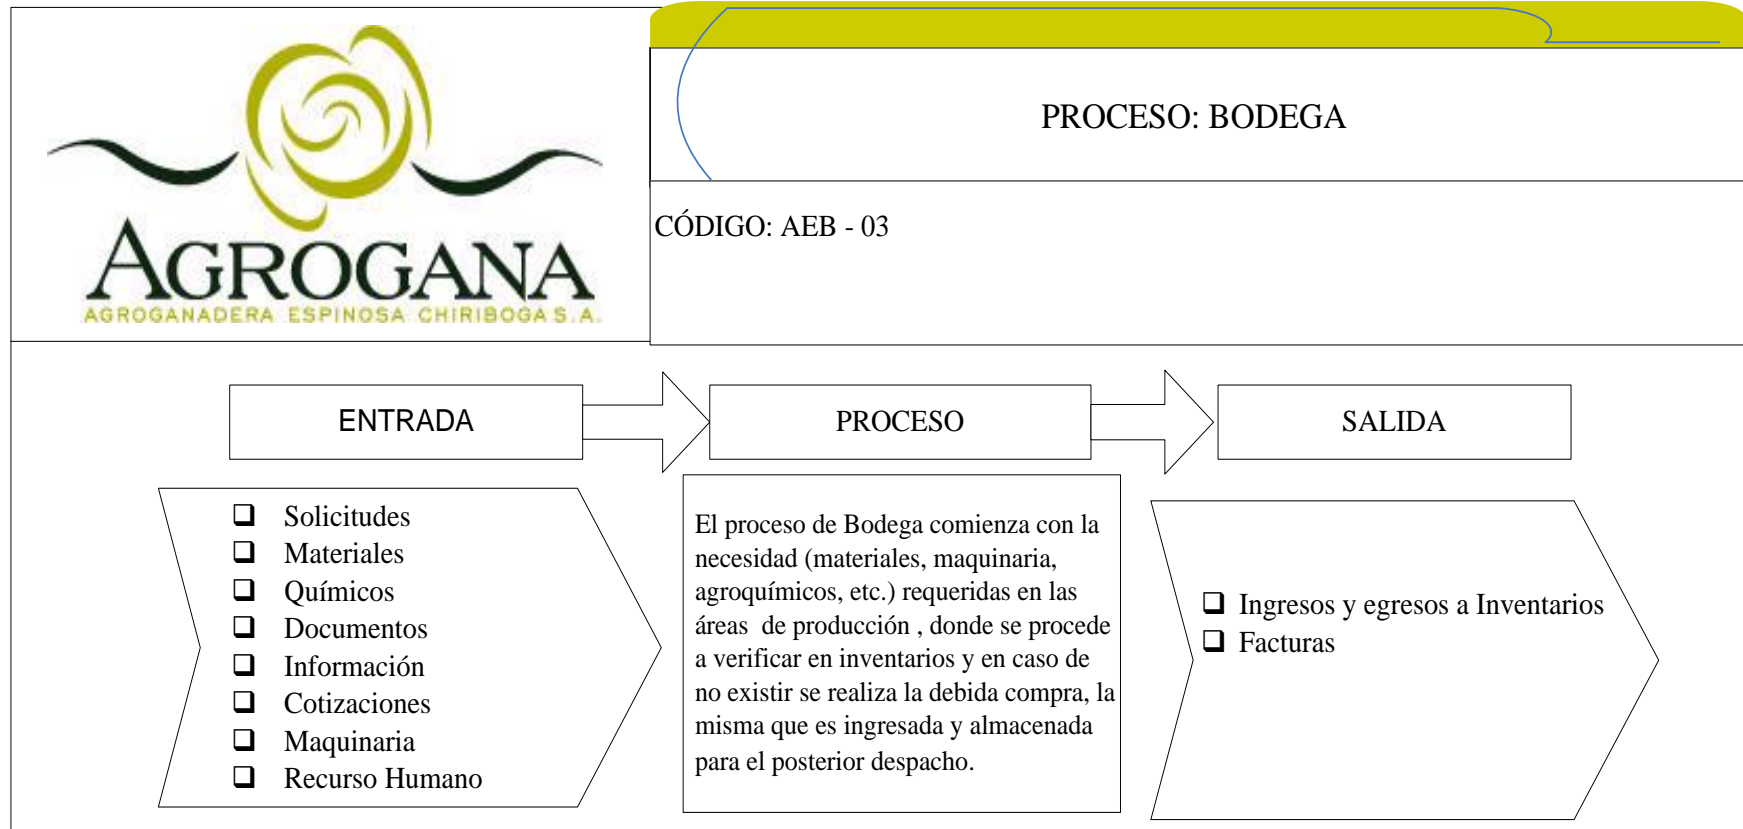 AGROGANA
AGROGANADERA ESPINOSA CHIRIBOGA S.A.
PROCESO: BODEGA
CÓDIGO: AEB - 03
ENTRADA
PROCESO
SALIDA
Solicitudes
Materiales
Químicos
Documentos
Información
Cotizaciones
Maquinaria
Recurso Humano
El proceso de Bodega comienza con la
necesidad (materiales, maquinaria,
agroquímicos, etc.) requeridas en las
áreas  de producción , donde se procede
a verificar en inventarios y en caso de
no existir se realiza la debida compra, la
misma que es ingresada y almacenada
para el posterior despacho.
Ingresos y egresos a Inventarios
Facturas